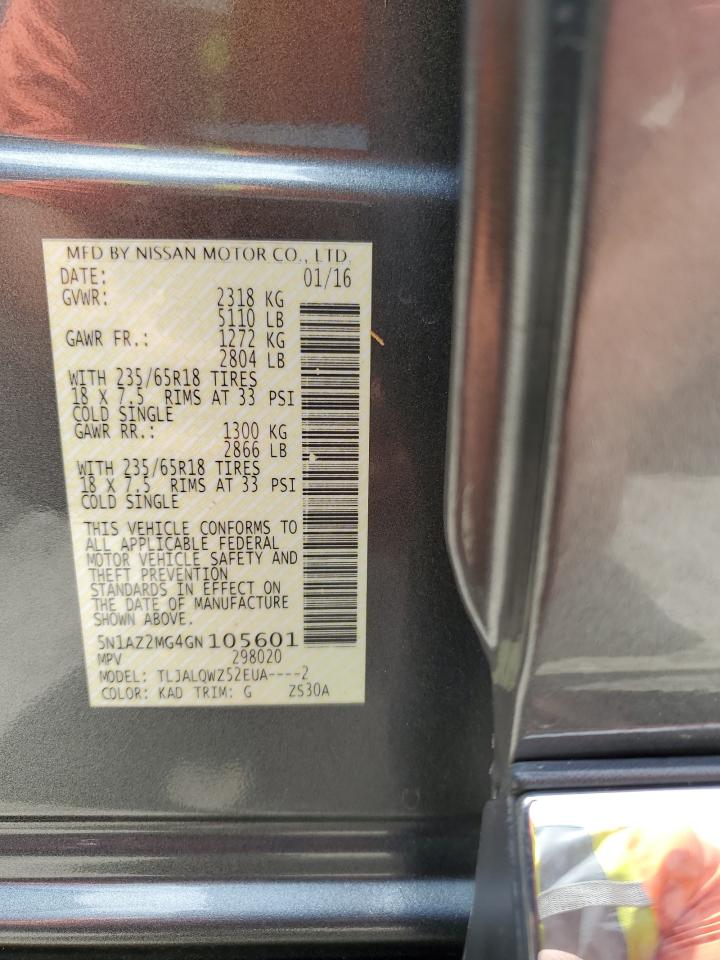 MFD BY NISSAN MOTOR CO., LTD.
DATE: 01/16
GVWR: 2318 KG
5110 LB
GAWR FR.: 1272 KG
2804 LB
WITH 235/65R18 TIRES
18 X 7.5 RIMS AT 33 PSI
COLD SINGLE
GAWR RR.: 1300 KG
2866 LB
WITH 235/65R18 TIRES
18 X 7.5 RIMS AT 33 PSI
COLD SINGLE
THIS VEHICLE CONFORMS TO
ALL APPLICABLE FEDERAL
MOTOR VEHICLE SAFETY AND
THEFT PREVENTION
STANDARDS IN EFFECT ON
THE DATE OF MANUFACTURE
SHOWN ABOVE.
5N1AZ2MG4GN105601
MPV 298020
MODEL: TLJALQWZ52EUA----2
COLOR: KAD TRIM: G ZS30A